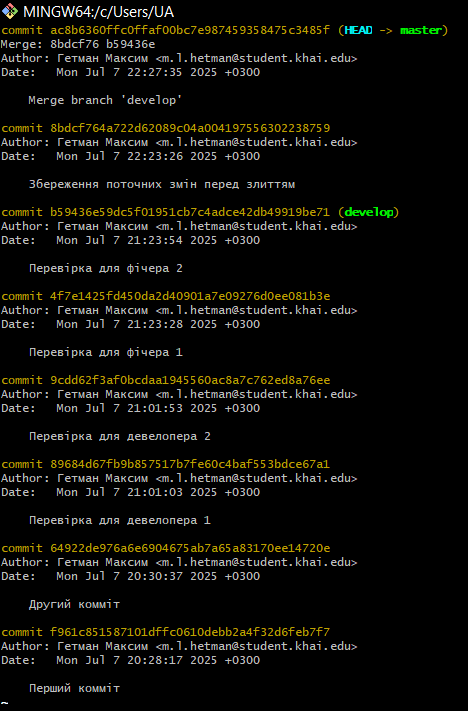 MINGW64:/c/Users/UA
commit ac8b6360ffc0ffaf00bc7e987459358475c3485f (HEAD -> master)
Merge: 8bdcf76 b59436e
Author: Гетман Максим <m.l.hetman@student.khai.edu>
Date:   Mon Jul 7 22:27:35 2025 +0300
Merge branch 'develop'
commit 8bdcf764a722d62089c04a004197556302238759
Author: Гетман Максим <m.l.hetman@student.khai.edu>
Date:   Mon Jul 7 22:23:26 2025 +0300
Збереження поточних змін перед злиттям
commit b59436e59dc5f01951cb7c4adce42db49919be71 (develop)
Author: Гетман Максим <m.l.hetman@student.khai.edu>
Date:   Mon Jul 7 21:23:54 2025 +0300
Перевірка для фічера 2
commit 4f7e1425fd450da2d40901a7e09276d0ee081b3e
Author: Гетман Максим <m.l.hetman@student.khai.edu>
Date:   Mon Jul 7 21:23:28 2025 +0300
Перевірка для фічера 1
commit 9cdd62f3af0bcdaa1945560ac8a7c762ed8a76ee
Author: Гетман Максим <m.l.hetman@student.khai.edu>
Date:   Mon Jul 7 21:01:53 2025 +0300
Перевірка для девелопера 2
commit 89684d67fb9b857517b7fe60c4baf553bdce67a1
Author: Гетман Максим <m.l.hetman@student.khai.edu>
Date:   Mon Jul 7 21:01:03 2025 +0300
Перевірка для девелопера 1
commit 64922de976a6e6904675ab7a65a83170ee14720e
Author: Гетман Максим <m.l.hetman@student.khai.edu>
Date:   Mon Jul 7 20:30:37 2025 +0300
Другий комміт
commit f961c851587101dffc0610debb2a4f32d6feb7f7
Author: Гетман Максим <m.l.hetman@student.khai.edu>
Date:   Mon Jul 7 20:28:17 2025 +0300
Перший комміт
~